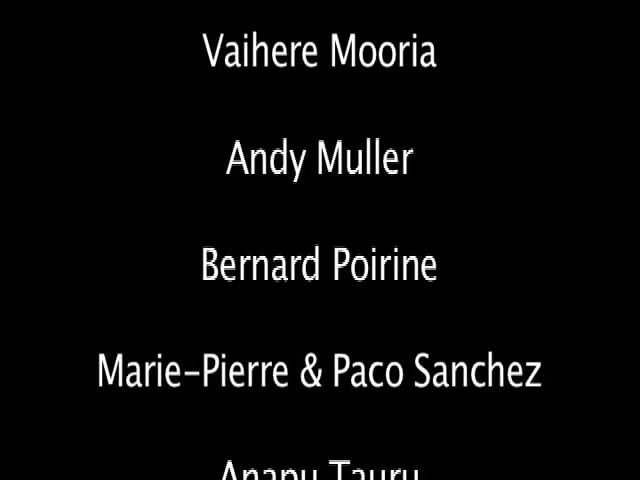 Vaihere Mooria
Andy Muller
Bernard Poirine
Marie-Pierre & Paco Sanchez